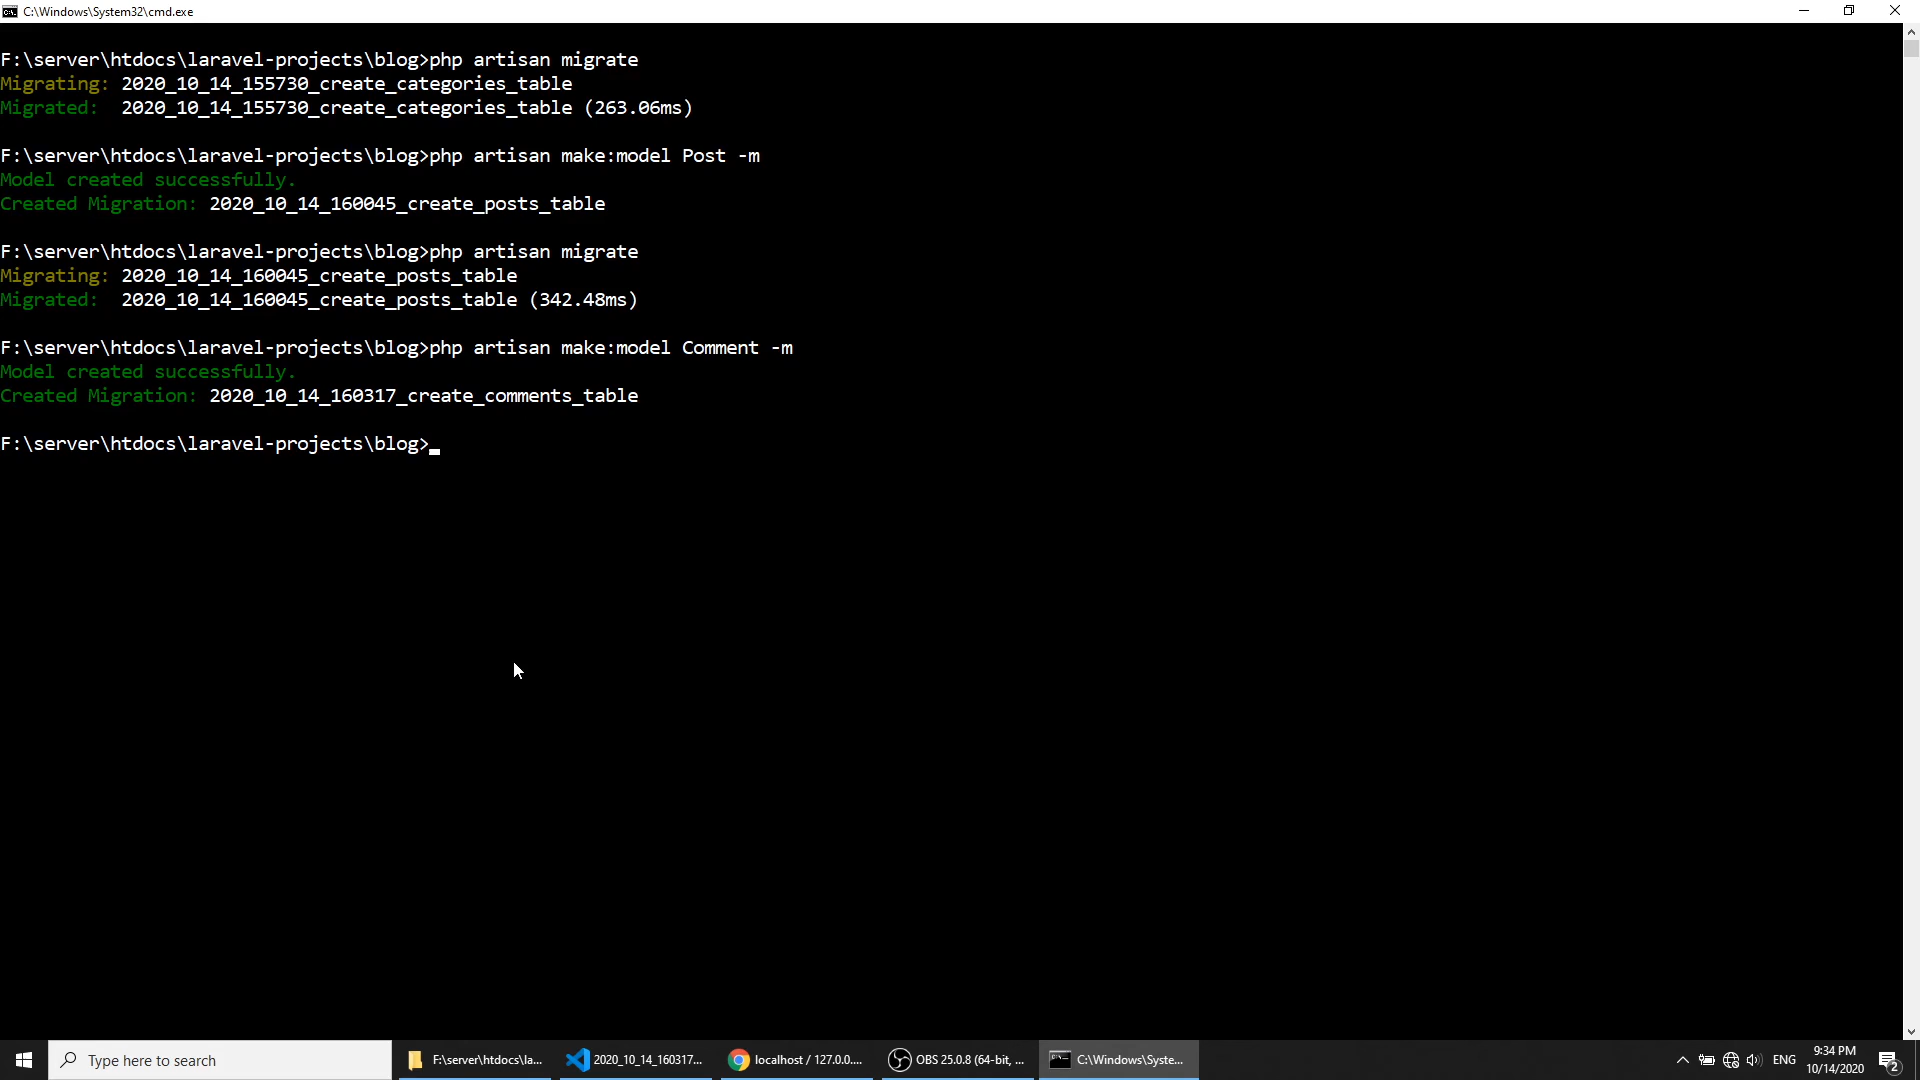 C:\Windows\System32\cmd.exe
F:\server\htdocs\laravel-projects\blog>php artisan migrate
Migrating: 2020_10_14_155730_create_categories_table
Migrated:  2020_10_14_155730_create_categories_table (263.06ms)
F:\server\htdocs\laravel-projects\blog>php artisan make:model Post -m
Model created successfully.
Created Migration: 2020_10_14_160045_create_posts_table
F:\server\htdocs\laravel-projects\blog>php artisan migrate
Migrating: 2020_10_14_160045_create_posts_table
Migrated:  2020_10_14_160045_create_posts_table (342.48ms)
F:\server\htdocs\laravel-projects\blog>php artisan make:model Comment -m
Model created successfully.
Created Migration: 2020_10_14_160317_create_comments_table
F:\server\htdocs\laravel-projects\blog>
Type here to search
F:\server\htdocs\la...
2020_10_14_160317...
localhost / 127.0.0....
OBS 25.0.8 (64-bit, ...
C:\Windows\Syste...
ENG
9:34 PM
10/14/2020
2